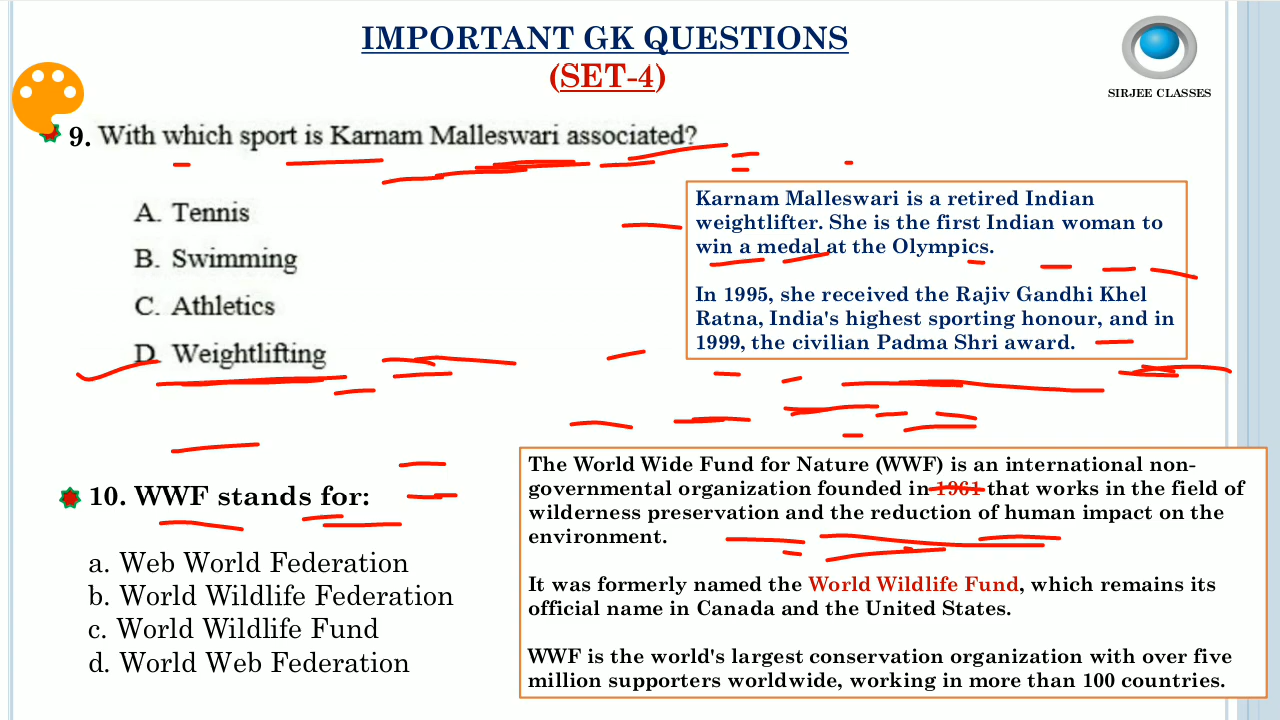 IMPORTANT GK QUESTIONS
(SET-4)
SIRJEE CLASSES
9. With which sport is Karnam Malleswari associated?
A. Tennis
B. Swimming
C. Athletics
D. Weightlifting
Karnam Malleswari is a retired Indian
weightlifter. She is the first Indian woman to
win a medal at the Olympics.
In 1995, she received the Rajiv Gandhi Khel
Ratna, India's highest sporting honour, and in
1999, the civilian Padma Shri award.
10. WWF stands for:
a. Web World Federation
b. World Wildlife Federation
c. World Wildlife Fund
d. World Web Federation
The World Wide Fund for Nature (WWF) is an international non-
governmental organization founded in 1961 that works in the field of
wilderness preservation and the reduction of human impact on the
environment.
It was formerly named the World Wildlife Fund, which remains its
official name in Canada and the United States.
WWF is the world's largest conservation organization with over five
million supporters worldwide, working in more than 100 countries.